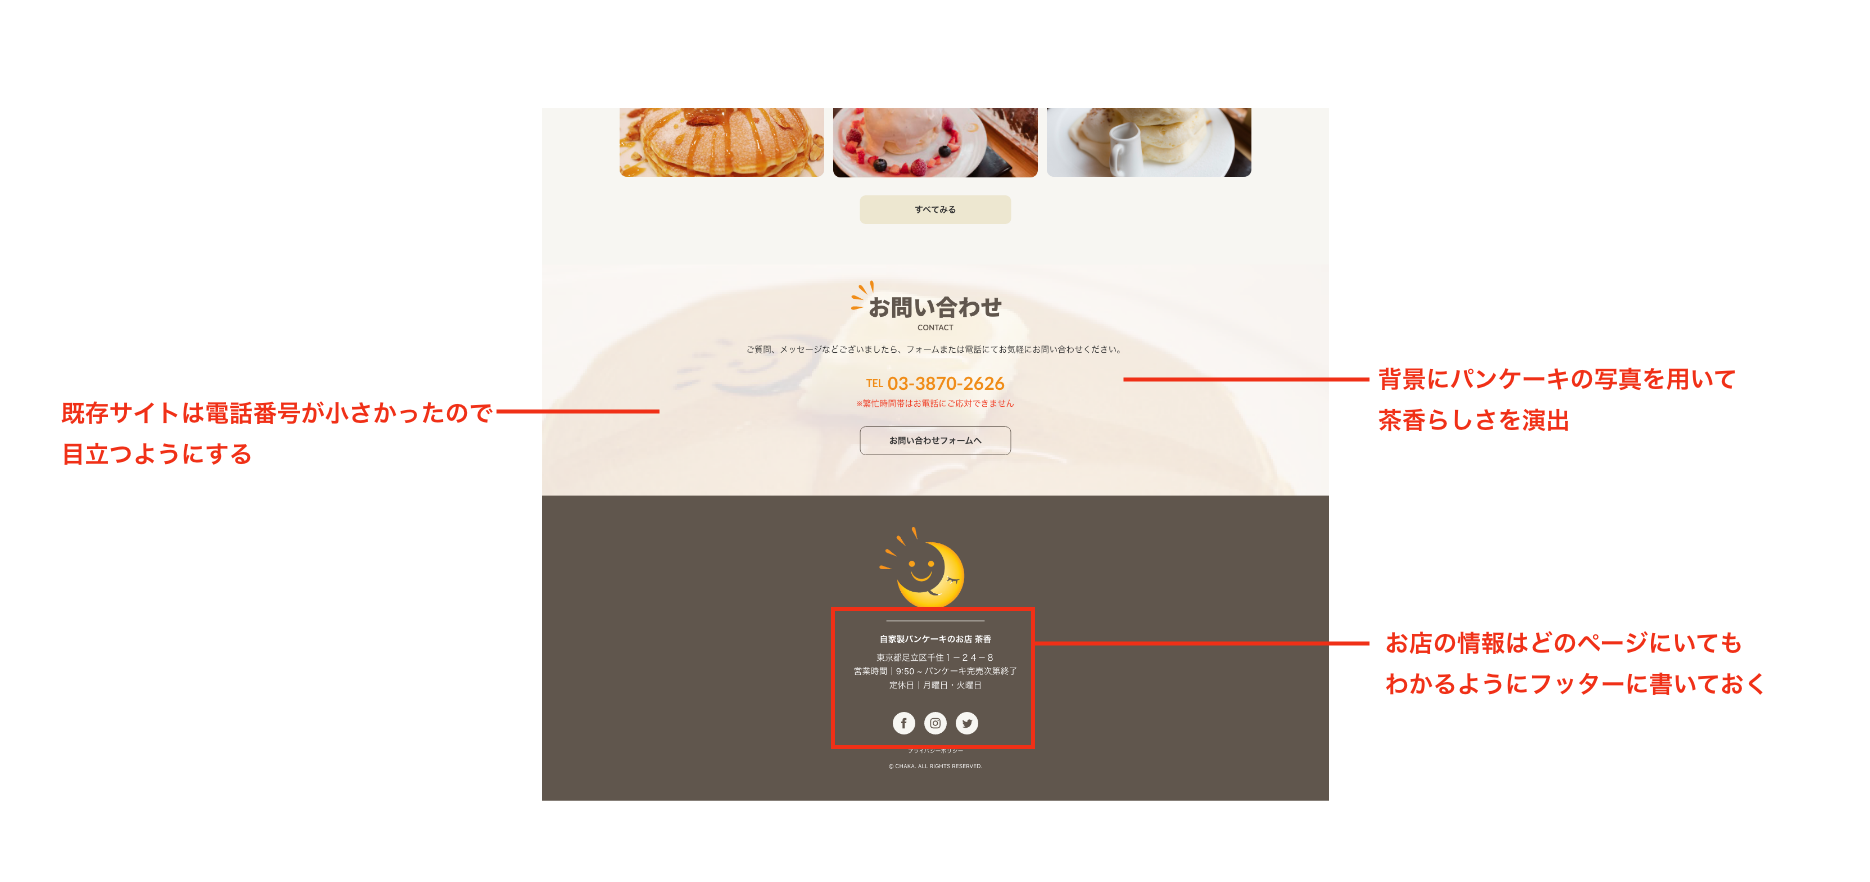 すべてみる
お問い合わせ
CONTACT
ご質問、メッセージなどございましたら、フォームまたは電話にてお気軽にお問い合わせください。
TEL 03-3870-2626
※繁忙時間帯はお電話にご応対できません
お問い合わせフォームへ
既存サイトは電話番号が小さかったので
目立つようにする
背景にパンケーキの写真を用いて
茶香らしさを演出
自家製パンケーキのお店 茶香
東京都足立区千住１－２４－８
営業時間｜9:50 ~ パンケーキ完売次第終了
定休日｜月曜日・火曜日
お店の情報はどのページにいても
わかるようにフッターに書いておく
プライバシーポリシー
© CHAKA. ALL RIGHTS RESERVED.